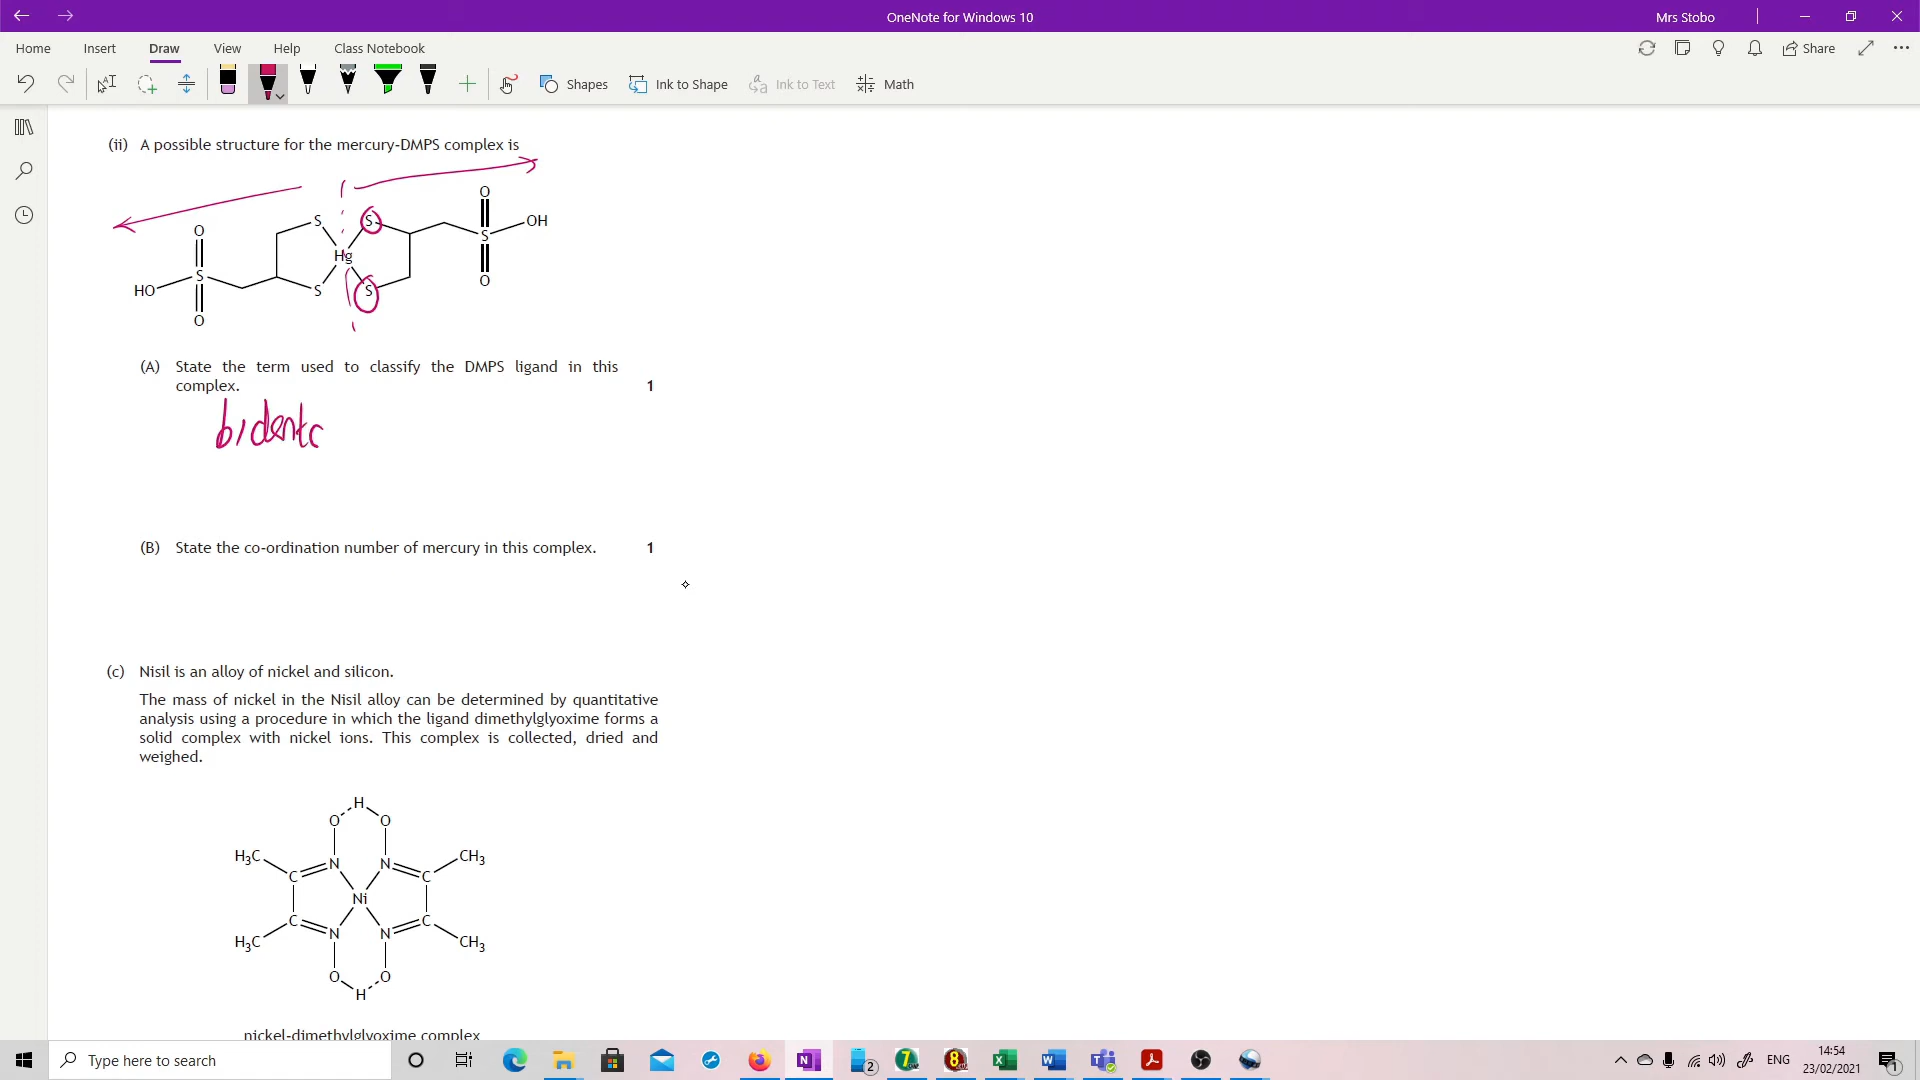 OneNote for Windows 10
Mrs Stobo
Home Insert Draw View Help Class Notebook
Share
Shapes Ink to Shape Ink to Text Math
(ii) A possible structure for the mercury-DMPS complex is
O
S S O S OH
Hg
O
HO S S S O
O
(A) State the term used to classify the DMPS ligand in this
complex. 1
bidentc
(B) State the co-ordination number of mercury in this complex. 1
(c) Nisil is an alloy of nickel and silicon.
The mass of nickel in the Nisil alloy can be determined by quantitative
analysis using a procedure in which the ligand dimethylglyoxime forms a
solid complex with nickel ions. This complex is collected, dried and
weighed.
H
O O
H₃C N N CH₃
C C
Ni
C C
H₃C N N CH₃
O O
H
nickel-dimethylglyoxime complex
Type here to search
2
7
8
ENG
14:54
23/02/2021
1